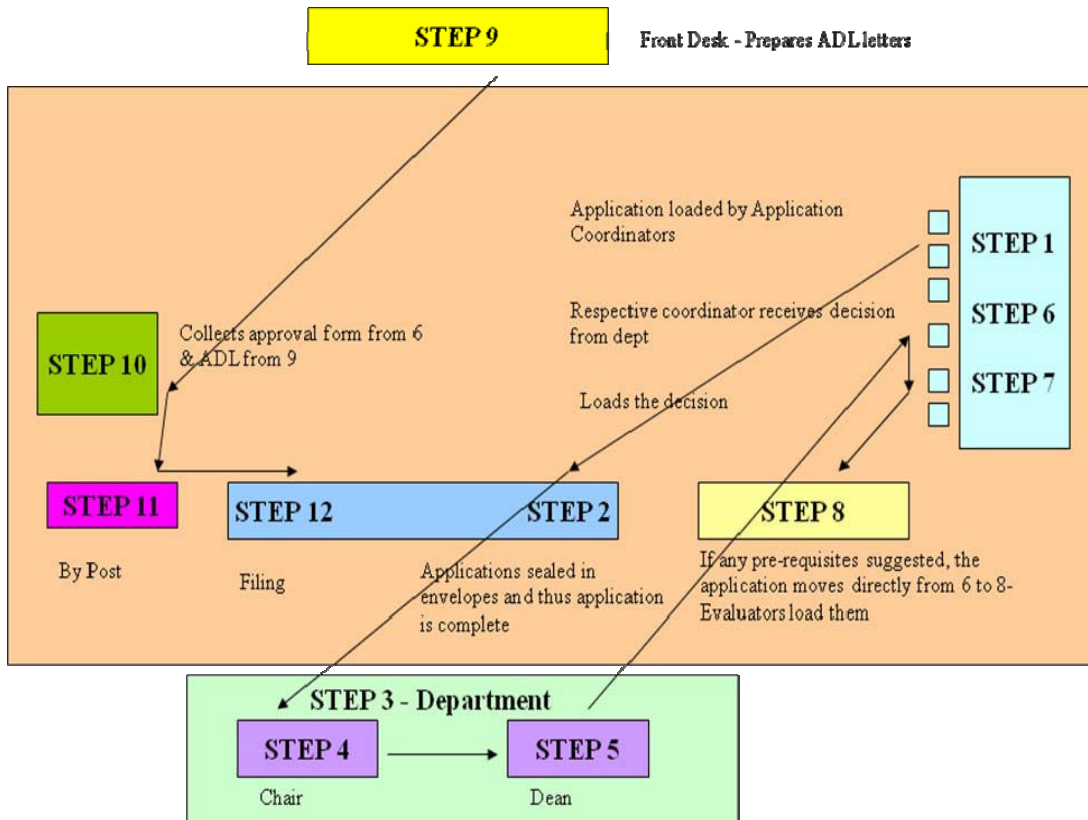 STEP 9
Front Desk - Prepares ADL letters
Application loaded by Application
Coordinators
STEP 1
Respective coordinator receives decision
from dept
STEP 6
Collects approval form from 6
& ADL from 9
STEP 10
Loads the decision
STEP 7
STEP 11
STEP 12
STEP 2
STEP 8
By Post
Filing
Applications sealed in
envelopes and thus application
is complete
If any pre-requisites suggested, the
application moves directly from 6 to 8-
Evaluators load them
STEP 3 - Department
STEP 4
STEP 5
Chair
Dean